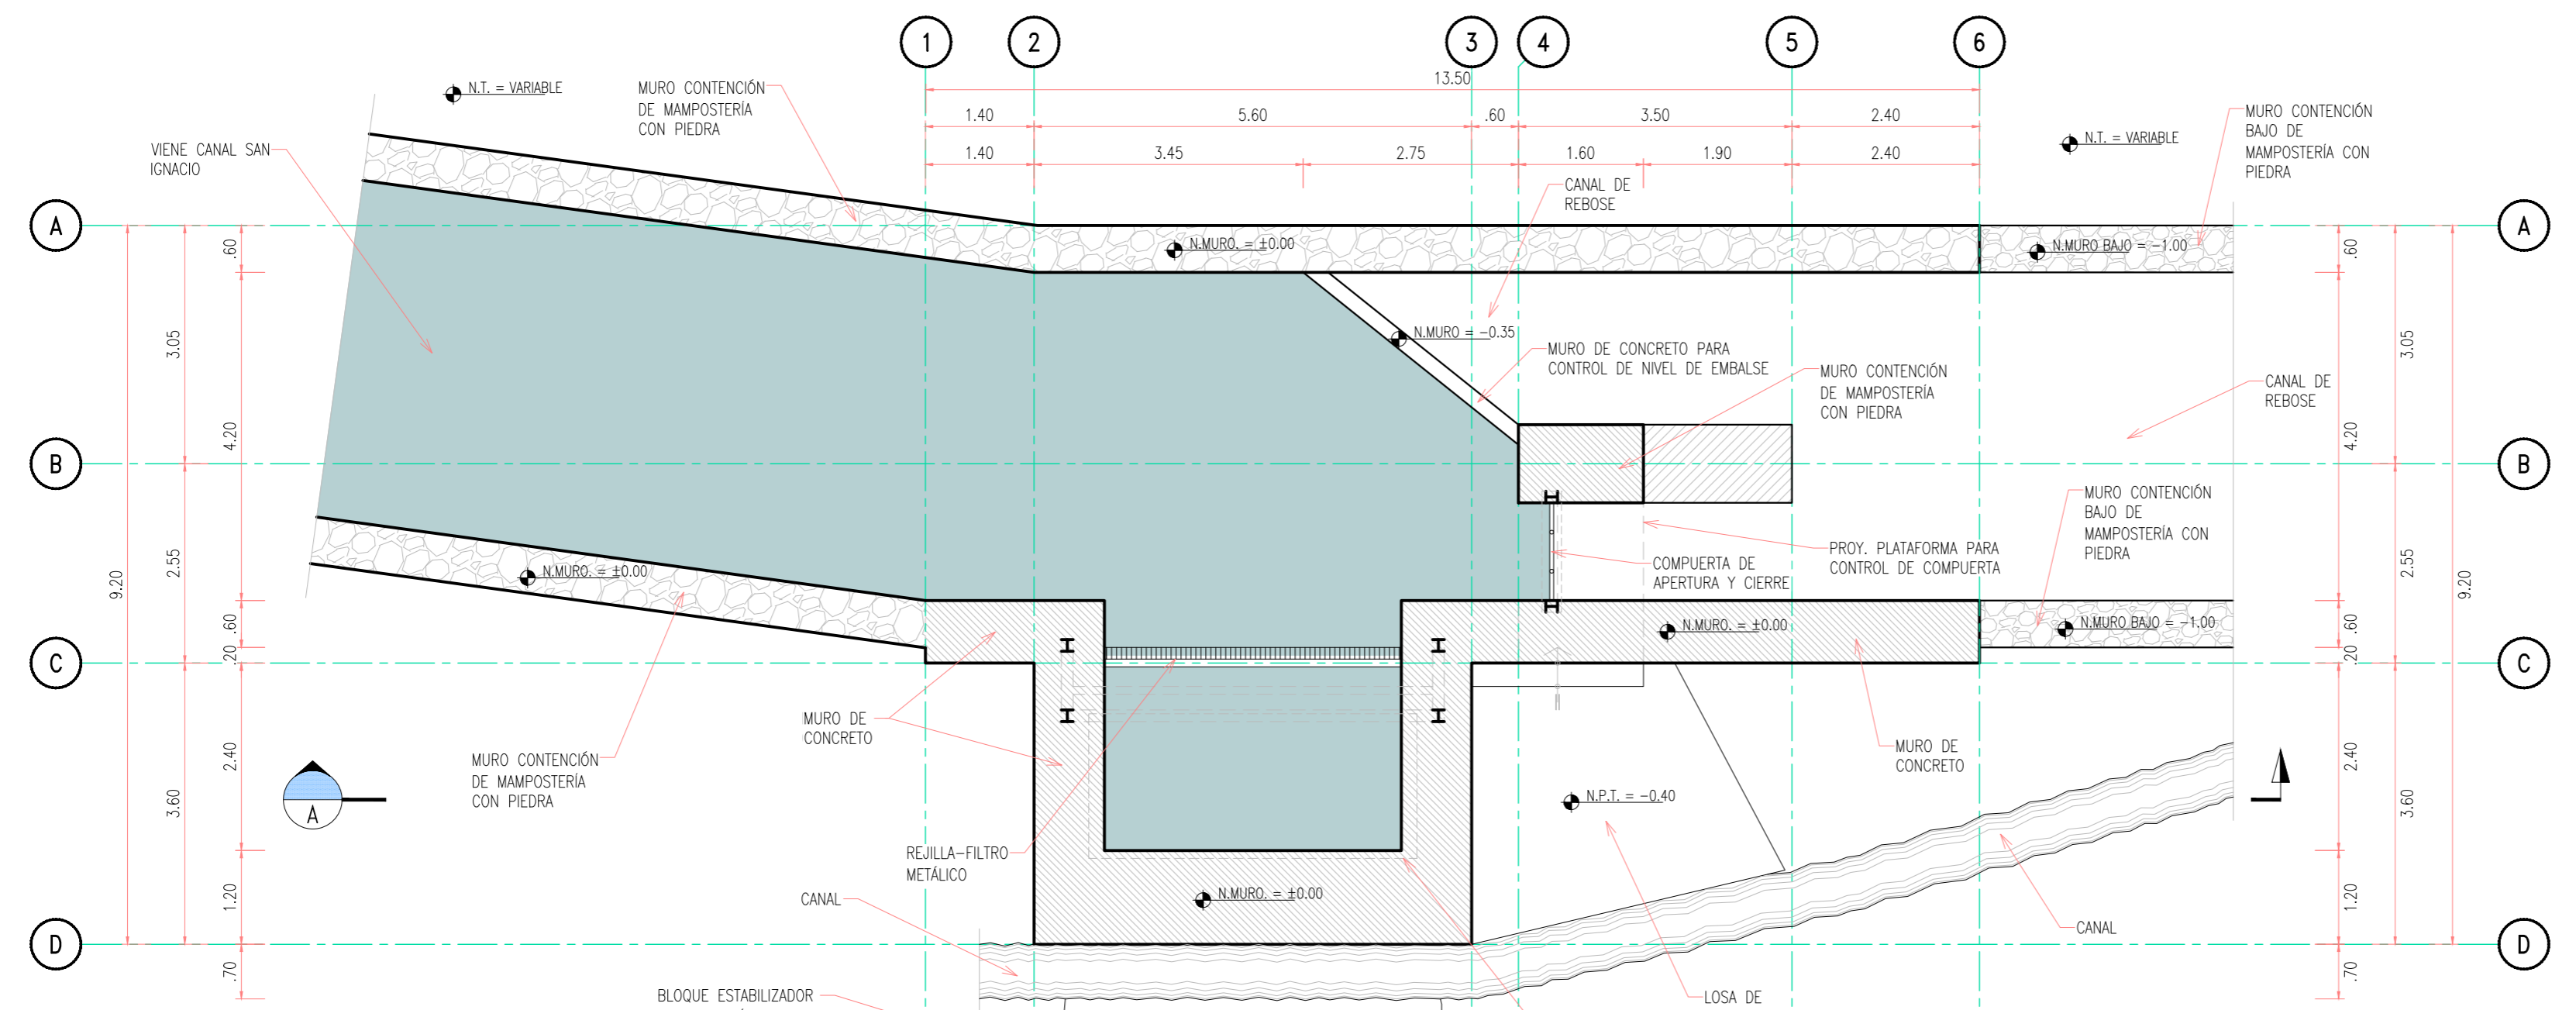 1
2
3
4
5
6
13.50
1.40
5.60
.60
3.50
2.40
1.40
3.45
2.75
1.60
1.90
2.40
N.T. = VARIABLE
MURO CONTENCIÓN
DE MAMPOSTERÍA
CON PIEDRA
VIENE CANAL SAN
IGNACIO
N.T. = VARIABLE
MURO CONTENCIÓN
BAJO DE
MAMPOSTERÍA CON
PIEDRA
CANAL DE
REBOSE
A
A
N.MURO. = ±0.00
N.MURO BAJO = -1.00
.60
.60
3.05
3.05
N.MURO = -0.35
MURO DE CONCRETO PARA
CONTROL DE NIVEL DE EMBALSE
MURO CONTENCIÓN
DE MAMPOSTERÍA
CON PIEDRA
CANAL DE
REBOSE
4.20
4.20
B
B
MURO CONTENCIÓN
BAJO DE
MAMPOSTERÍA CON
PIEDRA
9.20
2.55
N.MURO. = ±0.00
COMPUERTA DE
APERTURA Y CIERRE
PROY. PLATAFORMA PARA
CONTROL DE COMPUERTA
2.55
9.20
.60
.20
N.MURO. = ±0.00
N.MURO BAJO = -1.00
.60
.20
C
C
MURO DE
CONCRETO
MURO CONTENCIÓN
DE MAMPOSTERÍA
CON PIEDRA
MURO DE
CONCRETO
2.40
3.60
2.40
3.60
A
N.P.T. = -0.40
REJILLA-FILTRO
METÁLICO
1.20
CANAL
N.MURO. = ±0.00
1.20
CANAL
D
D
.70
.70
BLOQUE ESTABILIZADOR
LOSA DE